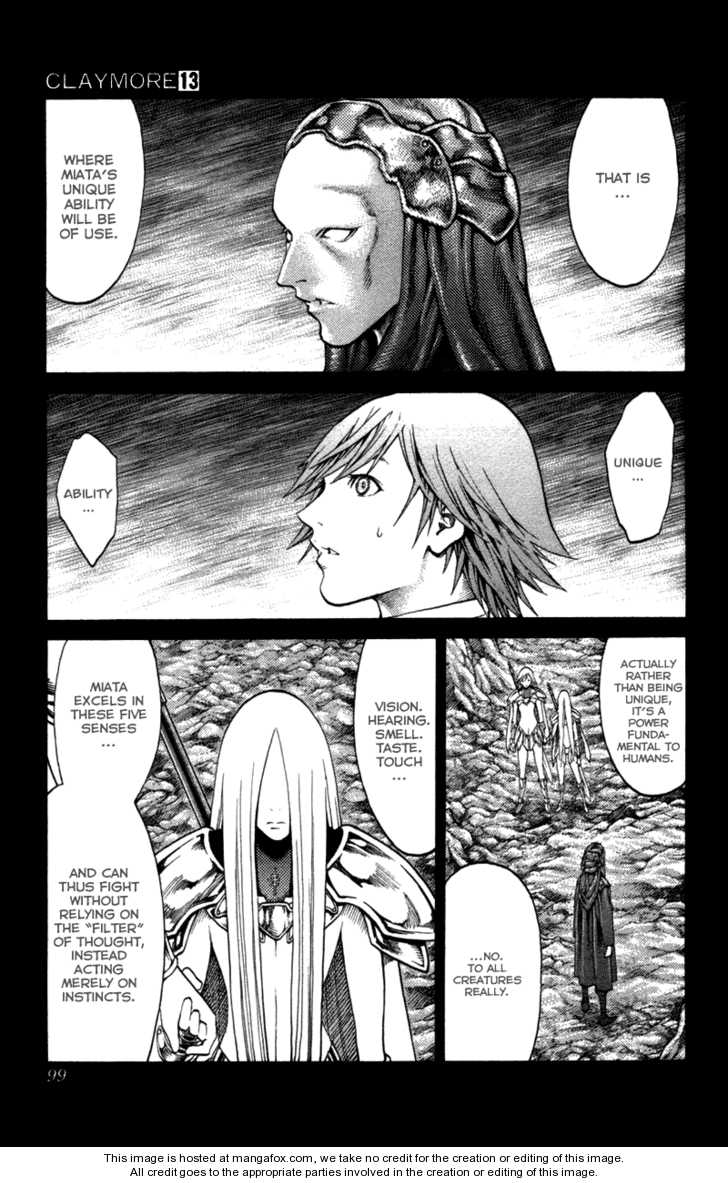 CLAYMORE 13
THAT IS
...
WHERE
MIATA'S
UNIQUE
ABILITY
WILL BE
OF USE.
UNIQUE
...
ABILITY
...
ACTUALLY
RATHER
THAN BEING
UNIQUE,
IT'S A
POWER
FUNDA-
MENTAL TO
HUMANS.
...NO.
TO ALL
CREATURES
REALLY.
VISION.
HEARING.
SMELL.
TASTE.
TOUCH
...
MIATA
EXCELS IN
THESE FIVE
SENSES
...
AND CAN
THUS FIGHT
WITHOUT
RELYING ON
THE "FILTER"
OF THOUGHT,
INSTEAD
ACTING
MERELY ON
INSTINCTS.
99
This image is hosted at mangafox.com, we take no credit for the creation or editing of this image.
All credit goes to the appropriate parties involved in the creation or editing of this image.